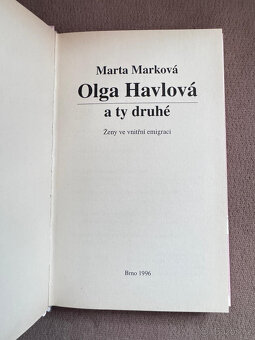 Marta Marková
Olga Havlová
a ty druhé
Ženy ve vnitřní emigraci
Brno 1996